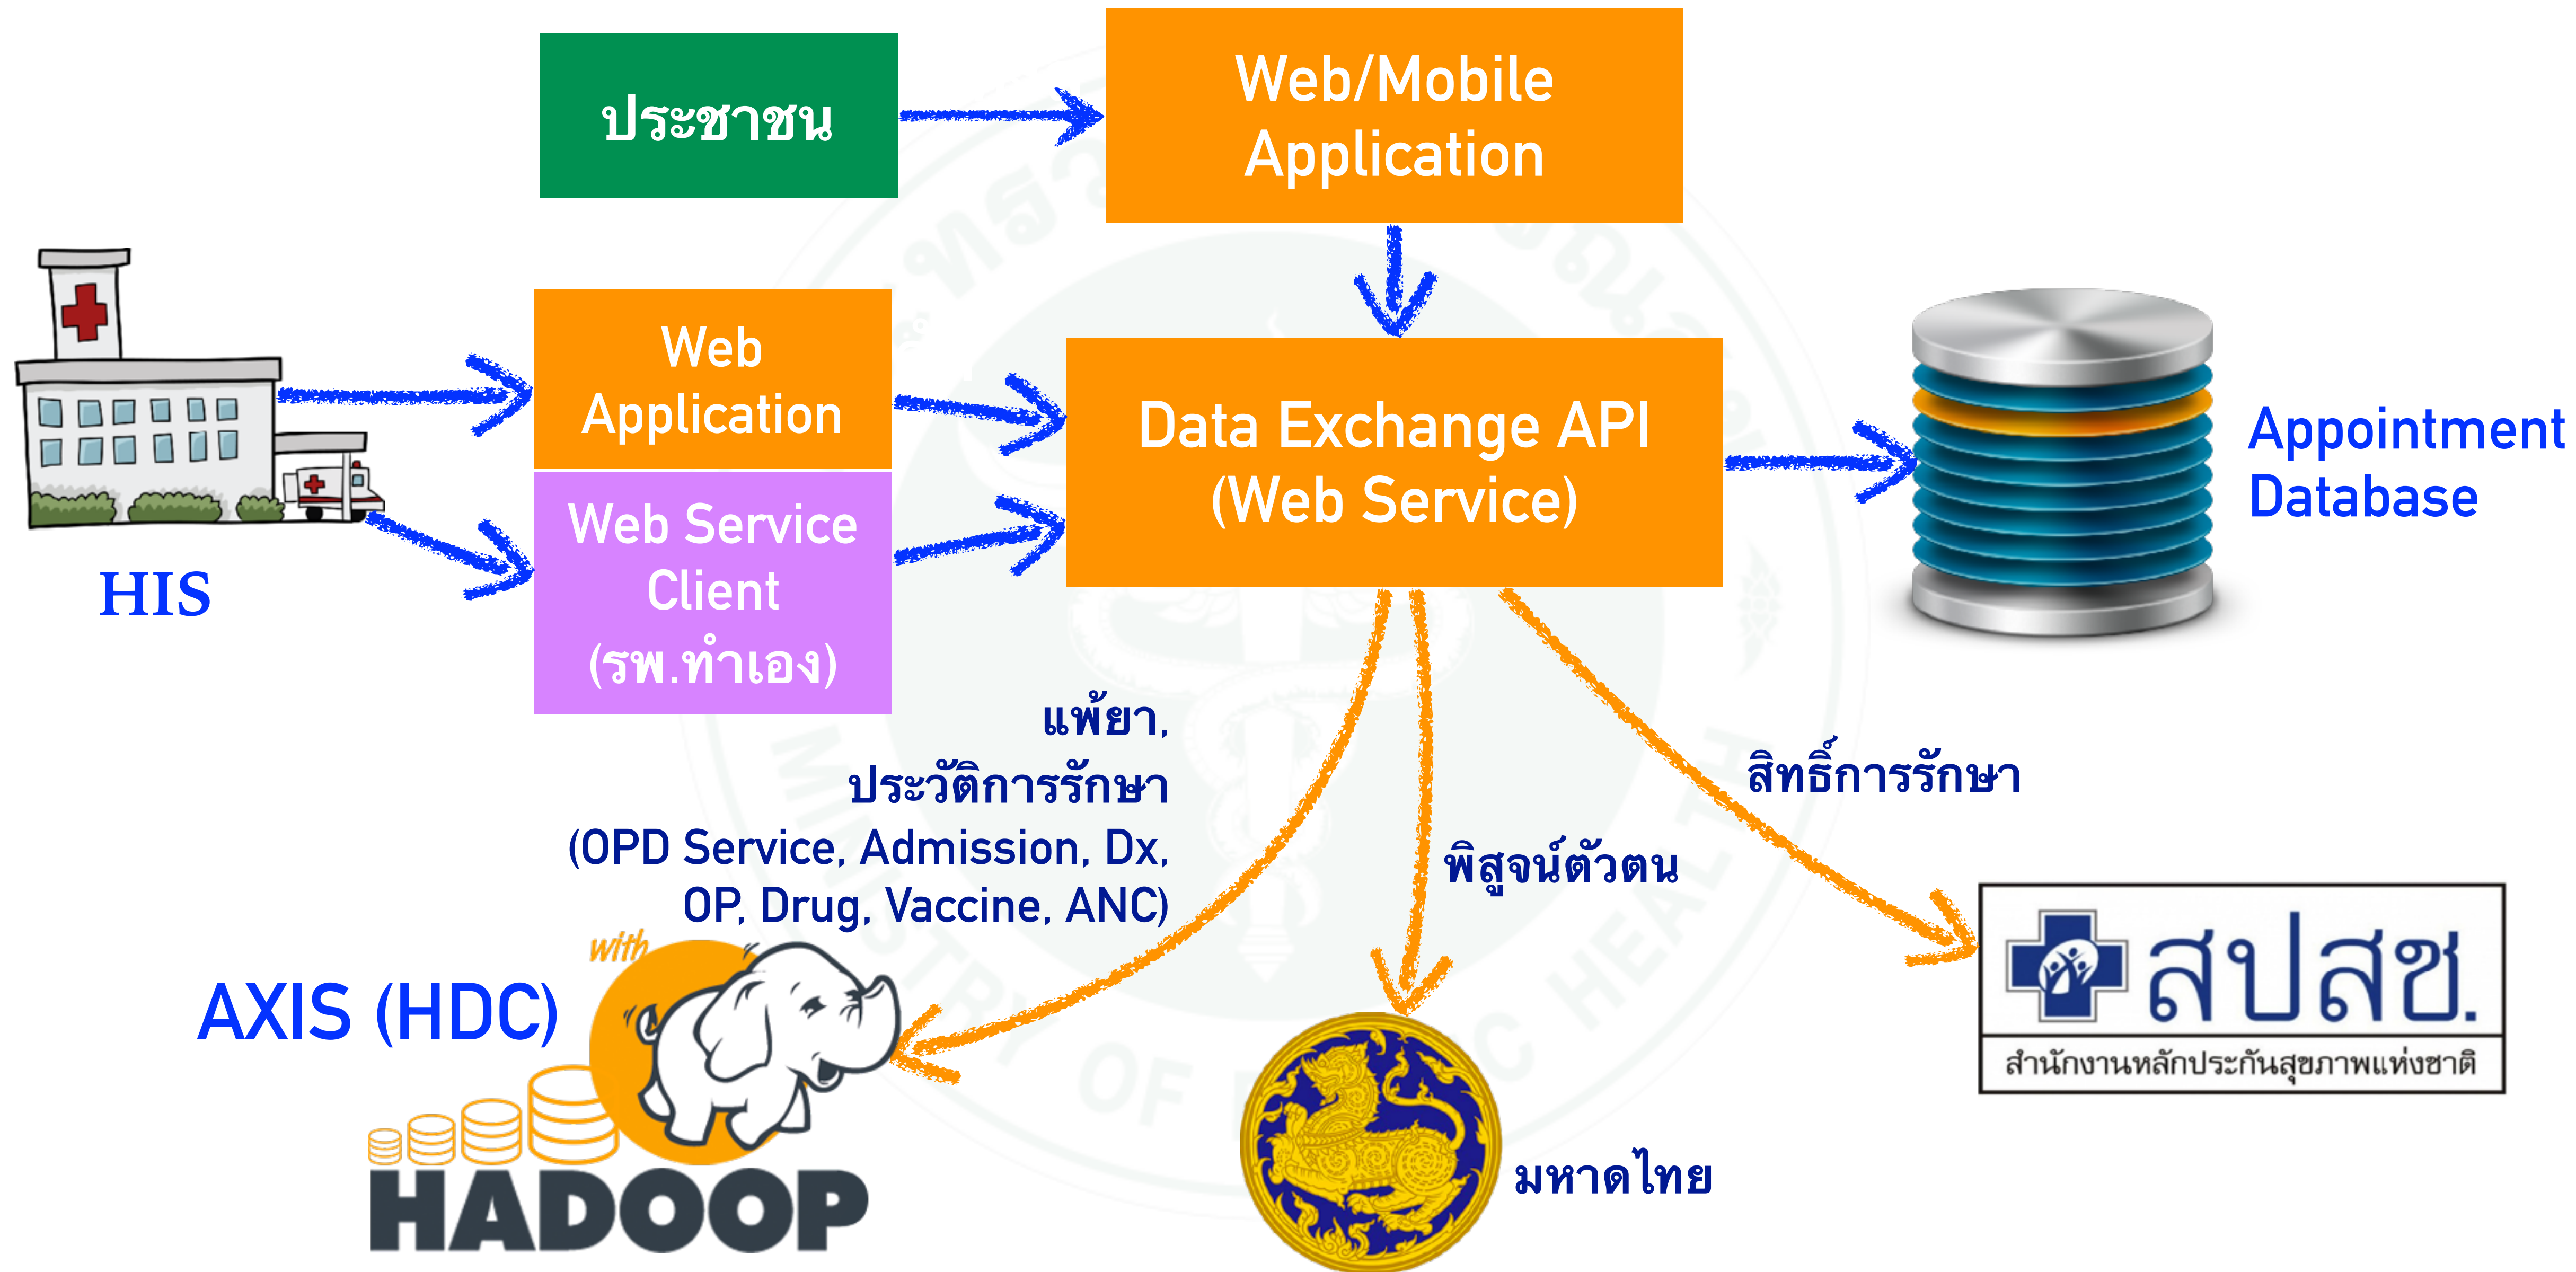 ประชาชน
Web/Mobile
Application
Web
Application
Web Service
Client
(รพ.ทำเอง)
HIS
Data Exchange API
(Web Service)
Appointment
Database
แพ้ยา,
ประวัติการรักษา
(OPD Service, Admission, Dx,
OP, Drug, Vaccine, ANC)
พิสูจน์ตัวตน
สิทธิ์การรักษา
AXIS (HDC)
with
HADOOP
มหาดไทย
สปสช.
สำนักงานหลักประกันสุขภาพแห่งชาติ
MINISTRY OF PUBLIC HEALTH